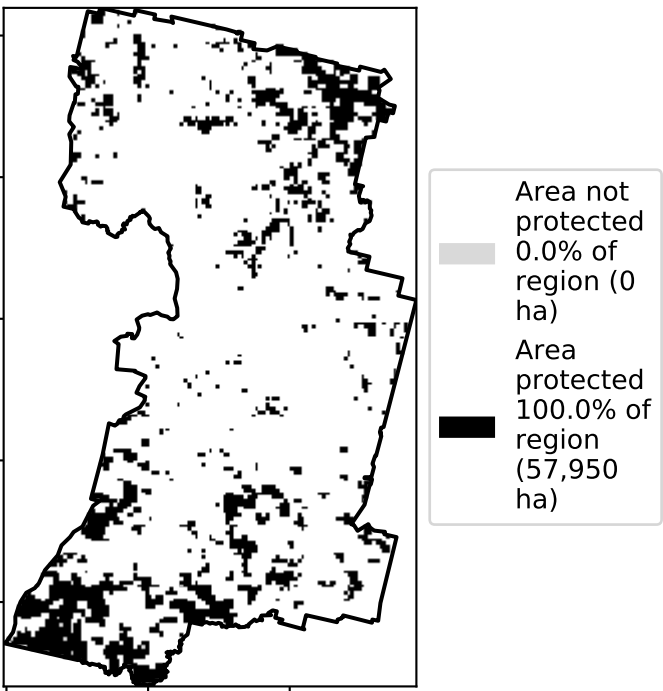 Area not
protected
0.0% of
region (0
ha)
Area
protected
100.0% of
region
(57,950
ha)